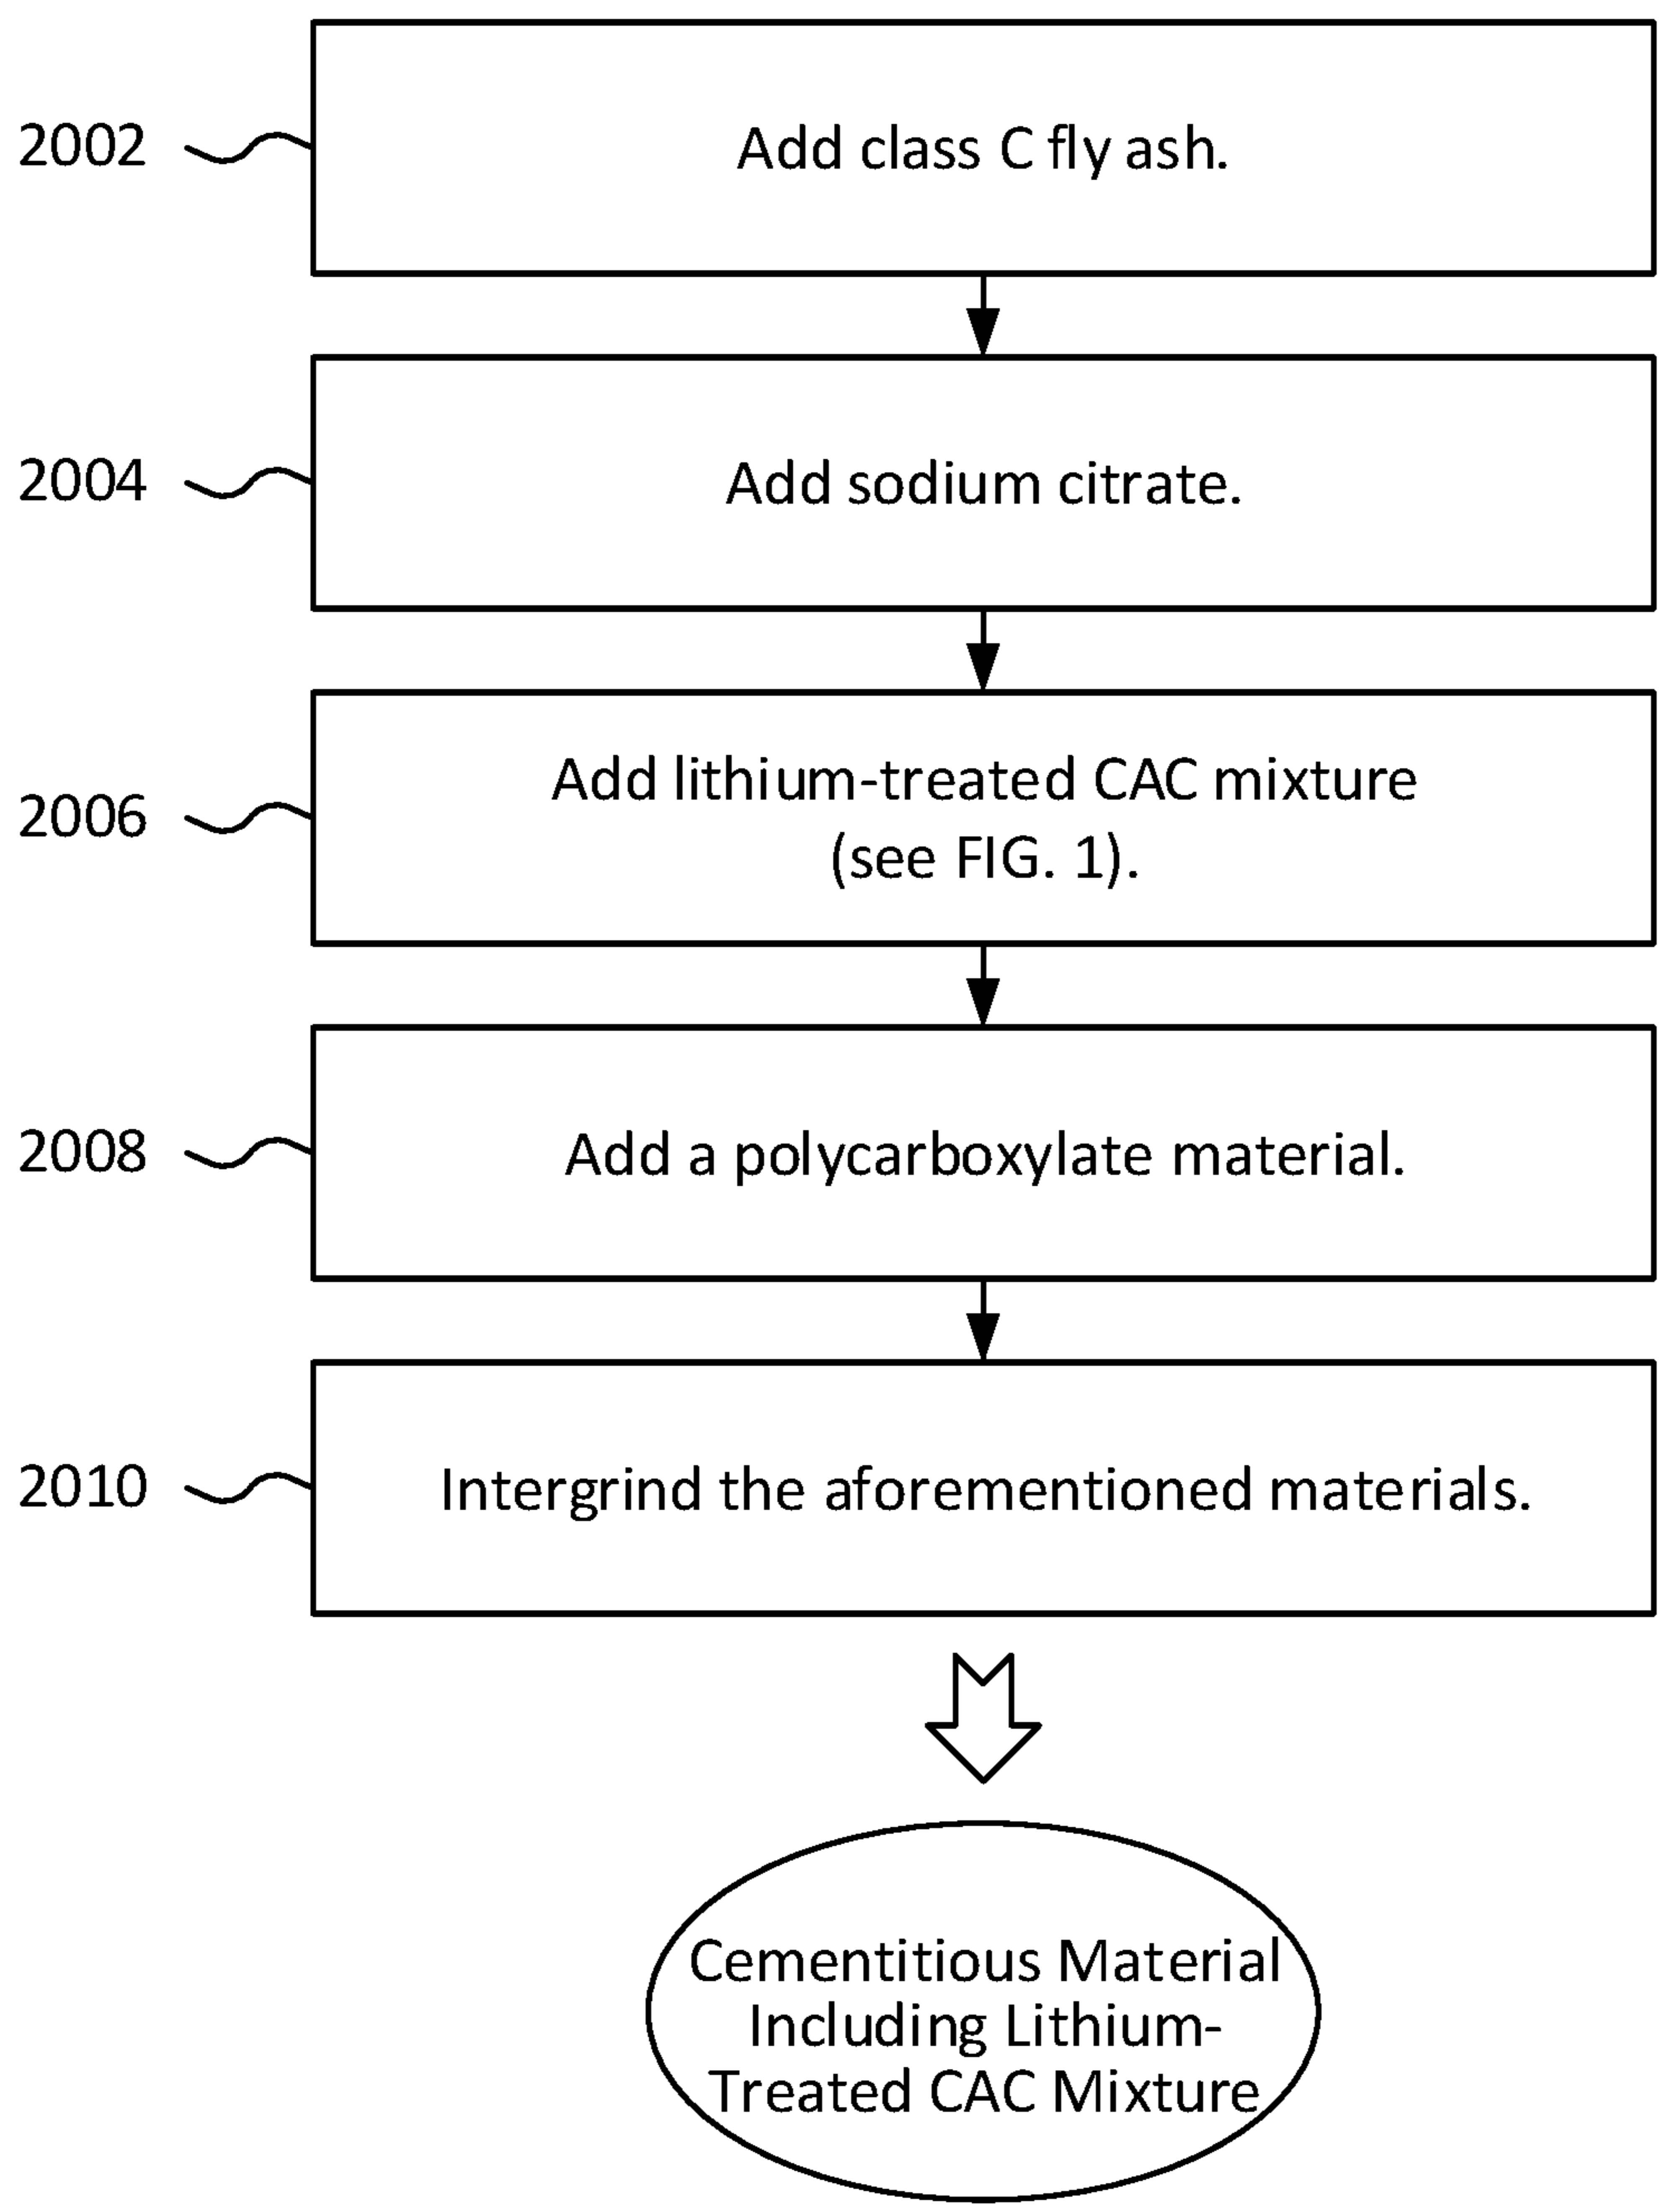 2002
Add class C fly ash.
2004
Add sodium citrate.
2006
Add lithium-treated CAC mixture
(see FIG. 1).
2008
Add a polycarboxylate material.
2010
Intergrind the aforementioned materials.
Cementitious Material
Including Lithium-
Treated CAC Mixture